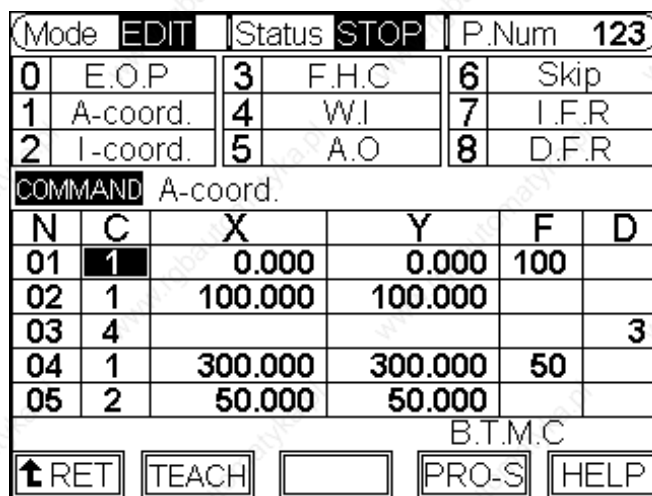 Mode EDIT Status STOP P.Num 123
0 E.O.P 3 F.H.C 6 Skip
1 A-coord. 4 W.I 7 I.F.R
2 I-coord. 5 A.O 8 D.F.R
COMMAND A-coord.
N C X Y F D
01 1 0.000 0.000 100
02 1 100.000 100.000
03 4 3
04 1 300.000 300.000 50
05 2 50.000 50.000
B.T.M.C
RET TEACH PRO-S HELP